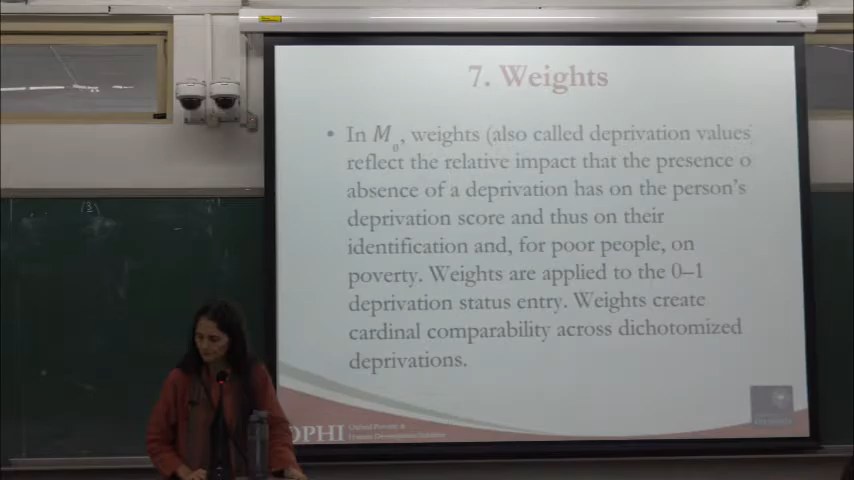 7. Weights
• In M0, weights (also called deprivation values
reflect the relative impact that the presence o
absence of a deprivation has on the person's
deprivation score and thus on their
identification and, for poor people, on
poverty. Weights are applied to the 0–1
deprivation status entry. Weights create
cardinal comparability across dichotomized
deprivations.
OPHI
Oxford Poverty &
Human Development Initiative